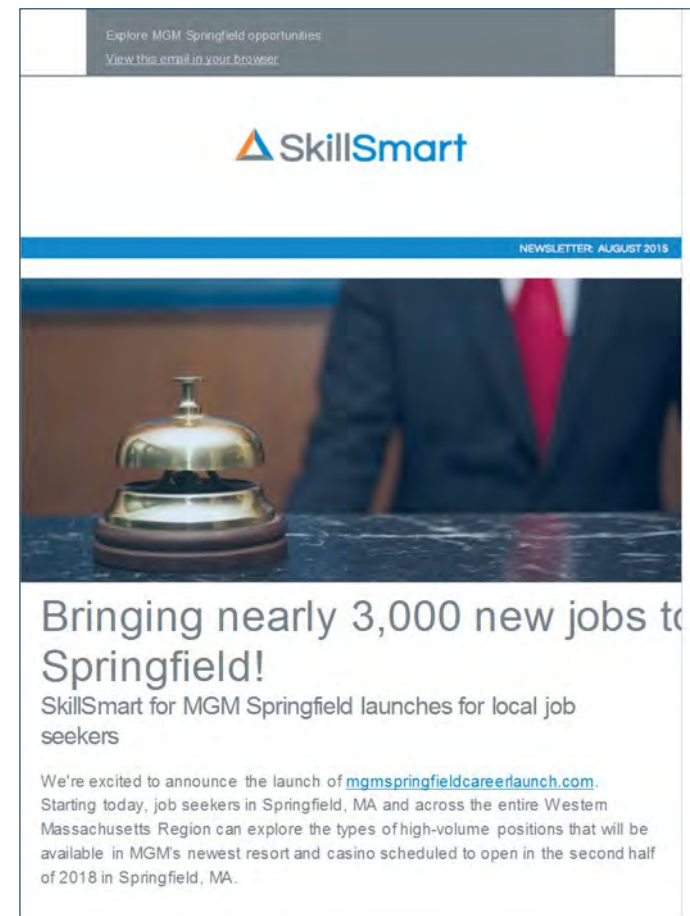 Explore MGM Springfield opportunities
View this email in your browser
SkillSmart
NEWSLETTER: AUGUST 2015
Bringing nearly 3,000 new jobs to
Springfield!
SkillSmart for MGM Springfield launches for local job
seekers
We're excited to announce the launch of mgmspringfieldcareerlaunch.com.
Starting today, job seekers in Springfield, MA and across the entire Western
Massachusetts Region can explore the types of high-volume positions that will be
available in MGM's newest resort and casino scheduled to open in the second half
of 2018 in Springfield, MA.